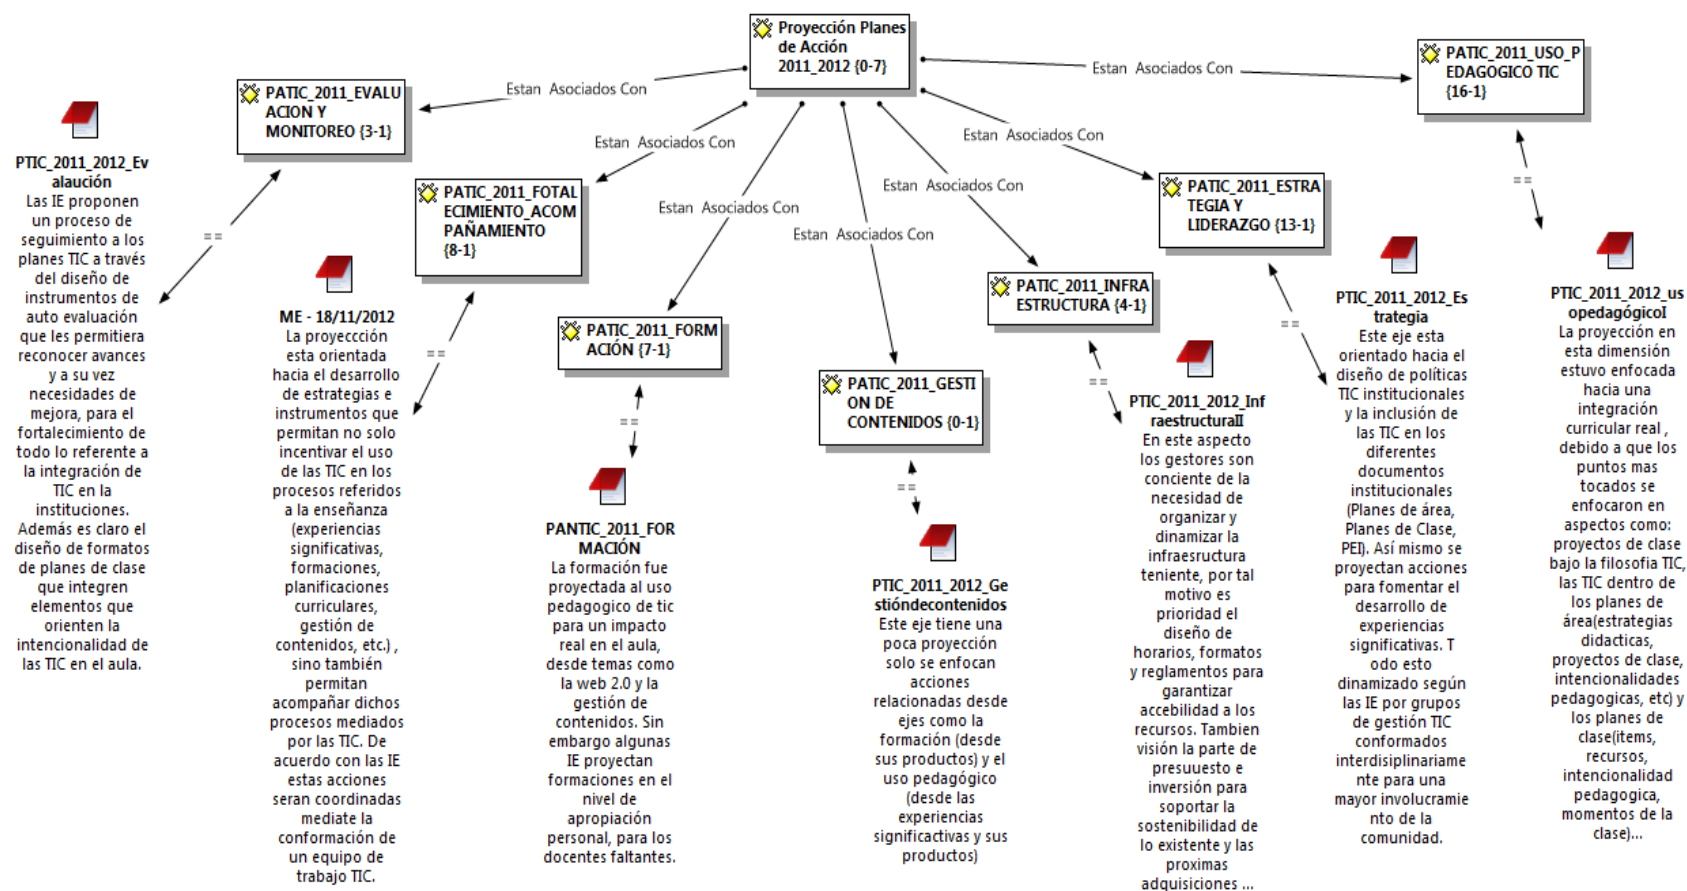 Proyección Planes
de Acción
2011_2012 {0-7}
Estan Asociados Con
Estan Asociados Con
Estan Asociados Con
Estan Asociados Con
Estan Asociados Con
Estan Asociados Con
Estan Asociados Con
PATIC_2011_EVALU
ACION Y
MONITOREO {3-1}
==
PTIC_2011_2012_Ev
alaución
Las IE proponen
un proceso de
seguimiento a los
planes TIC a través
del diseño de
instrumentos de
auto evaluación
que les permitiera
reconocer avances
y a su vez
necesidades de
mejora, para el
fortalecimiento de
todo lo referente a
la integración de
TIC en la
instituciones.
Además es claro el
diseño de formatos
de planes de clase
que integren
elementos que
orienten la
intencionalidad de
las TIC en el aula.
PATIC_2011_FOTAL
ECIMIENTO_ACOM
PAÑAMIENTO
{8-1}
==
ME - 18/11/2012
La proyeccción
esta orientada
hacia el desarrollo
de estrategias e
instrumentos que
permitan no solo
incentivar el uso
de las TIC en los
procesos referidos
a la enseñanza
(experiencias
significativas,
formaciones,
planificaciones
curriculares,
gestión de
contenidos, etc.) ,
sino también
permitan
acompañar dichos
procesos mediados
por las TIC. De
acuerdo con las IE
estas acciones
seran coordinadas
mediate la
conformación de
un equipo de
trabajo TIC.
PATIC_2011_FORM
ACIÓN {7-1}
==
PANTIC_2011_FOR
MACIÓN
La formación fue
proyectada al uso
pedagogico de tic
para un impacto
real en el aula,
desde temas como
la web 2.0 y la
gestión de
contenidos. Sin
embargo algunas
IE proyectan
formaciones en el
nivel de
apropiación
personal, para los
docentes faltantes.
PATIC_2011_GESTI
ON DE
CONTENIDOS {0-1}
==
PTIC_2011_2012_Ge
stióndecontenidos
Este eje tiene una
poca proyección
solo se enfocan
acciones
relacionadas desde
ejes como la
formación (desde
sus productos) y el
uso pedagógico
(desde las
experiencias
significactivas y sus
productos)
PATIC_2011_INFRA
ESTRUCTURA {4-1}
==
PTIC_2011_2012_Inf
raestructuraII
En este aspecto
los gestores son
conciente de la
necesidad de
organizar y
dinamizar la
infraesructura
teniente, por tal
motivo es
prioridad el
diseño de
horarios, formatos
y reglamentos para
garantizar
accebilidad a los
recursos. Tambien
visión la parte de
presuuesto e
inversión para
soportar la
sostenibilidad de
lo existente y las
proximas
adquisiciones ...
PATIC_2011_ESTRA
TEGIA Y
LIDERAZGO {13-1}
==
PTIC_2011_2012_Es
trategia
Este eje esta
orientado hacia el
diseño de políticas
TIC institucionales
y la inclusión de
las TIC en los
diferentes
documentos
institucionales
(Planes de área,
Planes de Clase,
PEI). Así mismo se
proyectan acciones
para fomentar el
desarrollo de
experiencias
significativas. T
odo esto
dinamizado según
las IE por grupos
de gestión TIC
conformados
interdisiplinariame
nte para una
mayor involucramie
nto de la
comunidad.
PATIC_2011_USO_P
EDAGOGICO TIC
{16-1}
==
PTIC_2011_2012_us
opedagógicoI
La proyección en
esta dimensión
estuvo enfocada
hacia una
integración
curricular real ,
debido a que los
puntos mas
tocados se
enfocaron en
aspectos como:
proyectos de clase
bajo la filosofia TIC,
las TIC dentro de
los planes de
área(estrategias
didacticas,
proyectos de clase,
intencionalidades
pedagogicas, etc) y
los planes de
clase(items,
recursos,
intencionalidad
pedagogica,
momentos de la
clase)...